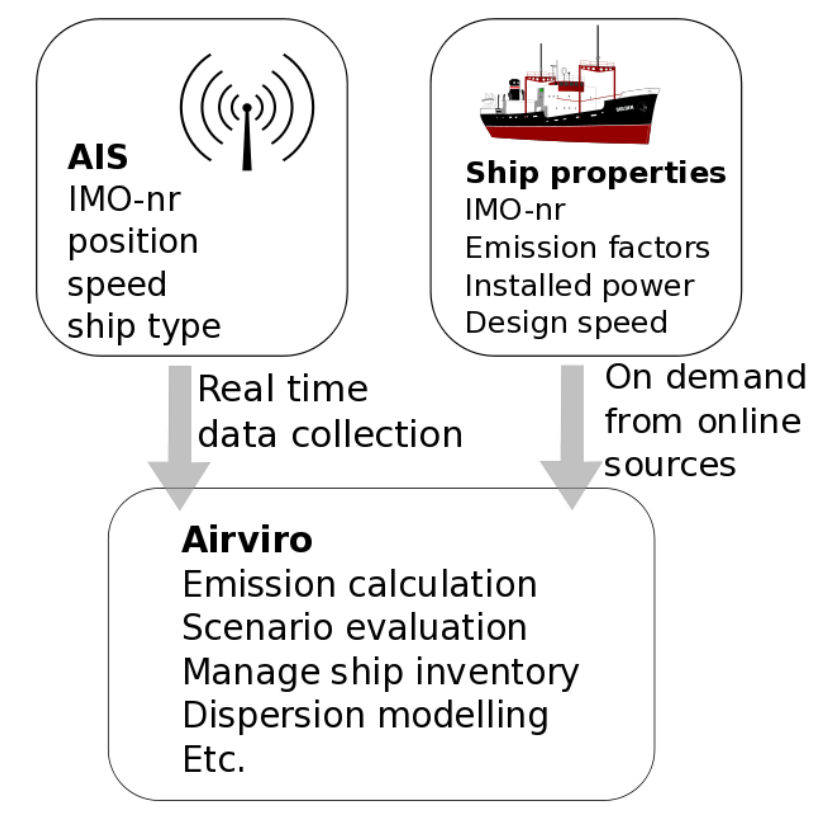 AIS
IMO-nr
position
speed
ship type
Ship properties
IMO-nr
Emission factors
Installed power
Design speed
Real time
data collection
On demand
from online
sources
Airviro
Emission calculation
Scenario evaluation
Manage ship inventory
Dispersion modelling
Etc.